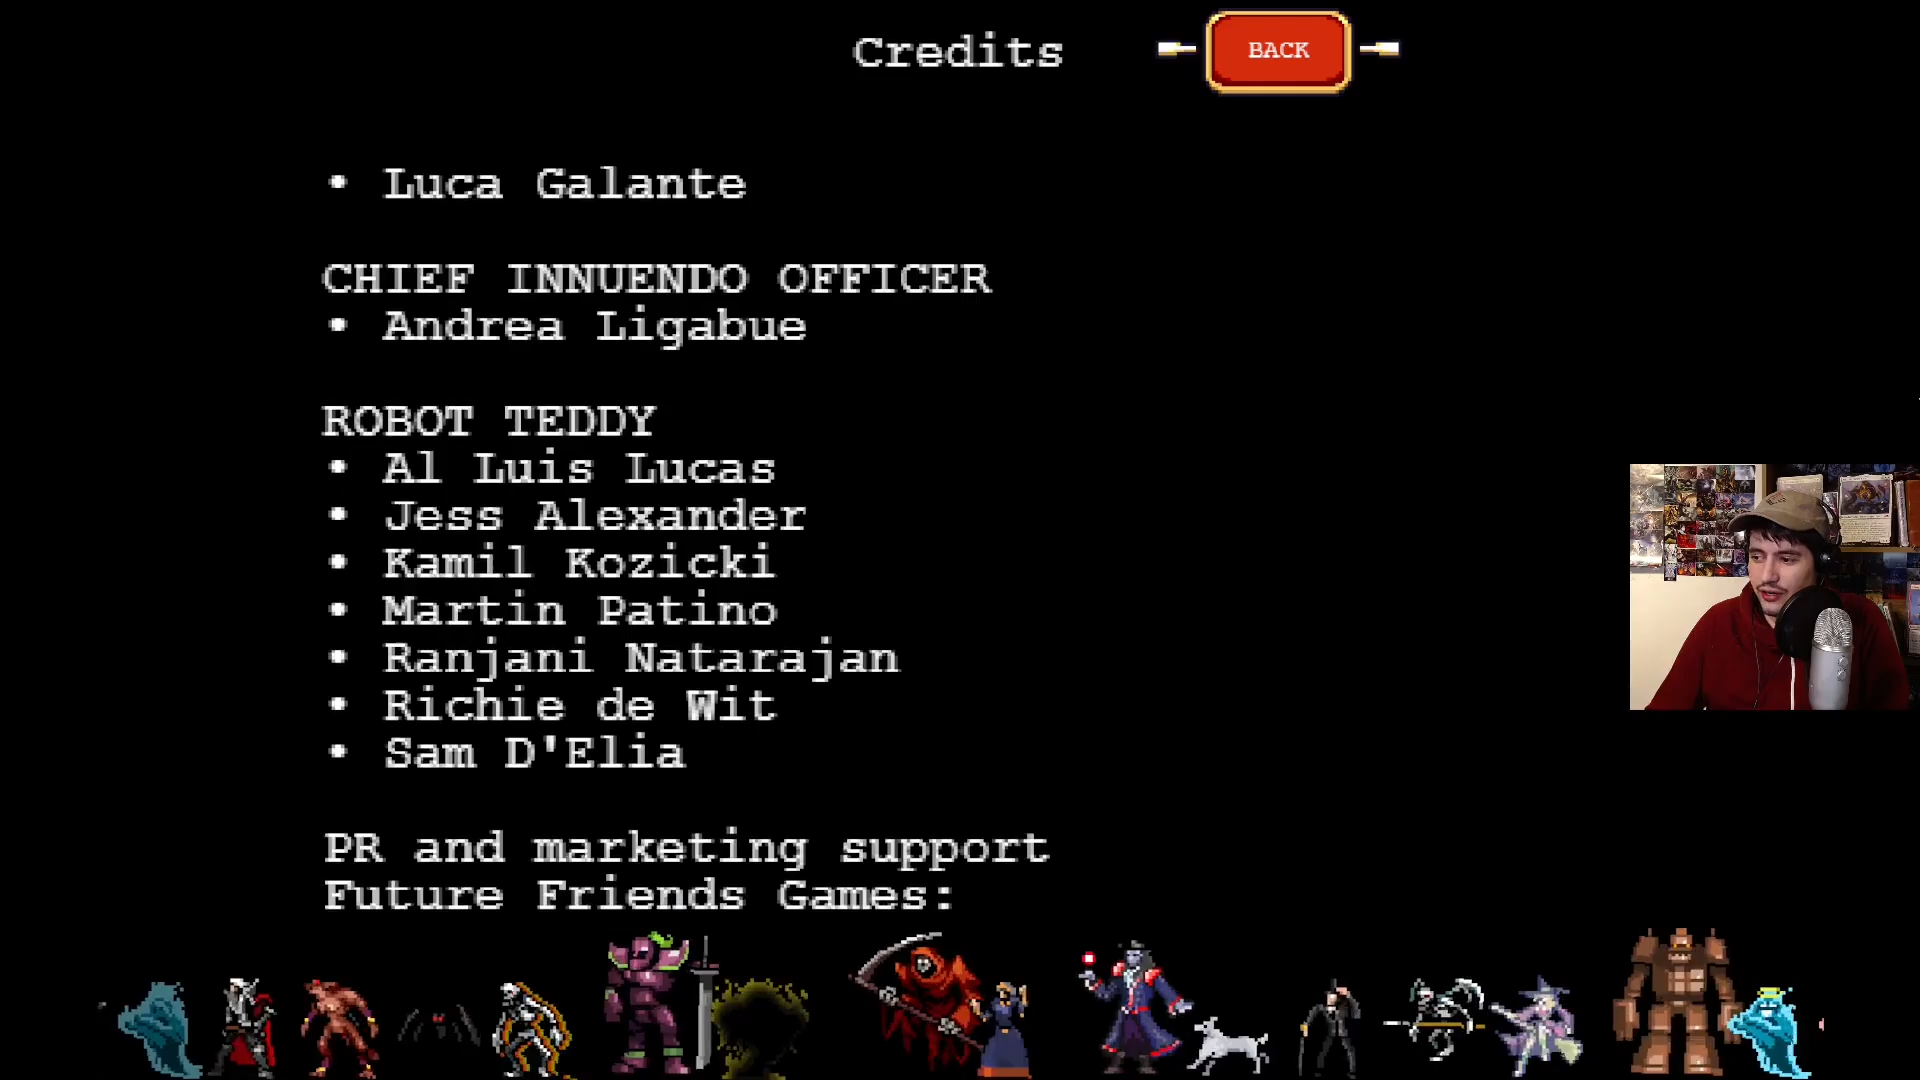 Credits
BACK
• Luca Galante
CHIEF INNUENDO OFFICER
• Andrea Ligabue
ROBOT TEDDY
• Al Luis Lucas
• Jess Alexander
• Kamil Kozicki
• Martin Patino
• Ranjani Natarajan
• Richie de Wit
• Sam D'Elia
PR and marketing support
Future Friends Games: